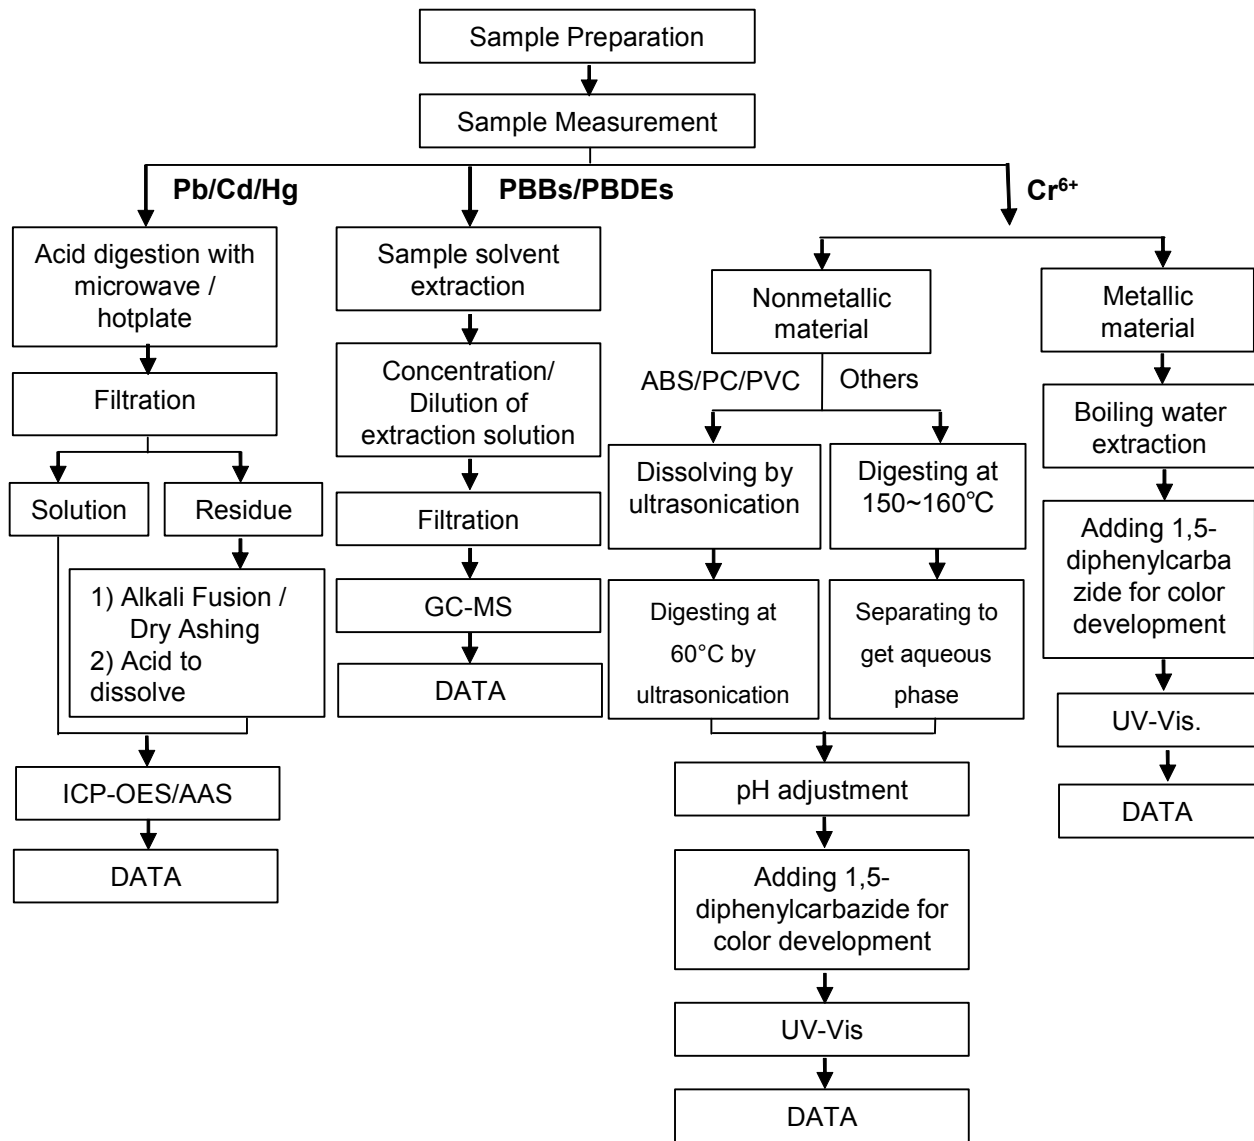 Sample Preparation
Sample Measurement
Pb/Cd/Hg
PBBs/PBDEs
Cr⁶⁺
Acid digestion with
microwave /
hotplate
Filtration
Solution
Residue
1) Alkali Fusion /
Dry Ashing
2) Acid to
dissolve
ICP-OES/AAS
DATA
Sample solvent
extraction
Concentration/
Dilution of
extraction solution
Filtration
GC-MS
DATA
Nonmetallic
material
ABS/PC/PVC
Others
Dissolving by
ultrasonication
Digesting at
60°C by
ultrasonication
Digesting at
150~160℃
Separating to
get aqueous
phase
pH adjustment
Adding 1,5-
diphenylcarbazide for
color development
UV-Vis
DATA
Metallic
material
Boiling water
extraction
Adding 1,5-
diphenylcarba
zide for color
development
UV-Vis.
DATA